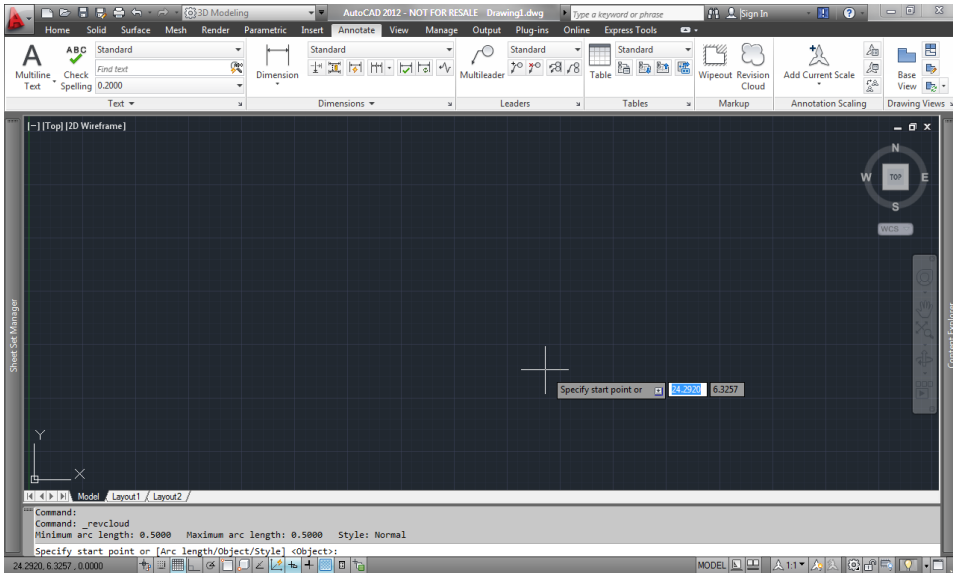 3D Modeling AutoCAD 2012 - NOT FOR RESALE Drawing1.dwg Type a keyword or phrase Sign In
Home Solid Surface Mesh Render Parametric Insert Annotate View Manage Output Plug-ins Online Express Tools
Multiline Text
ABC
Check Spelling
Standard
Find text
0.2000
Dimension
Standard
Multileader
Standard
Table
Standard
Wipeout
Revision Cloud
Add Current Scale
Base View
Text Dimensions Leaders Tables Markup Annotation Scaling Drawing Views
[−] [Top] [2D Wireframe]
N
W TOP E
S
WCS
Sheet Set Manager
Content Explorer
Specify start point or 24.2920 6.3257
Y
X
Model Layout1 Layout2
Command:
Command: _revcloud
Minimum arc length: 0.5000 Maximum arc length: 0.5000 Style: Normal
Specify start point or [Arc length/Object/Style] <Object>:
24.2920, 6.3257, 0.0000 MODEL 1:1